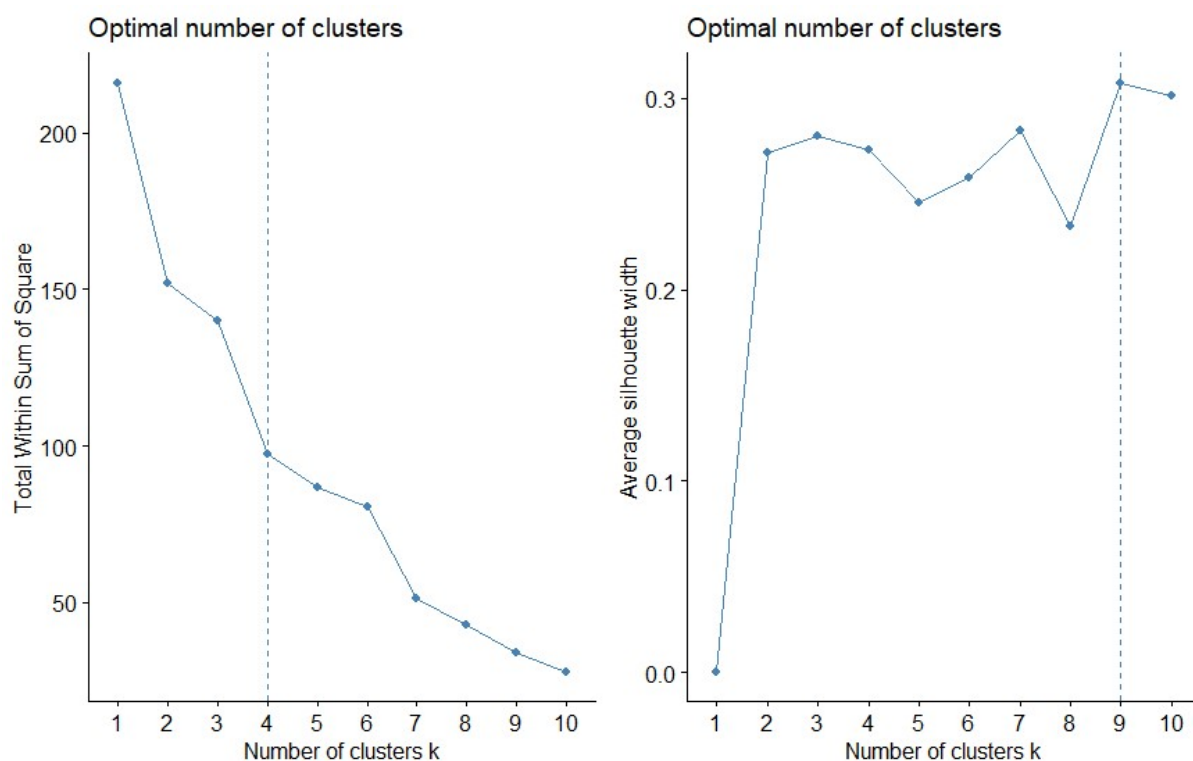 Optimal number of clusters
200
150
100
50
Total Within Sum of Square
1 2 3 4 5 6 7 8 9 10
Number of clusters k
Optimal number of clusters
0.3
0.2
0.1
0.0
Average silhouette width
1 2 3 4 5 6 7 8 9 10
Number of clusters k